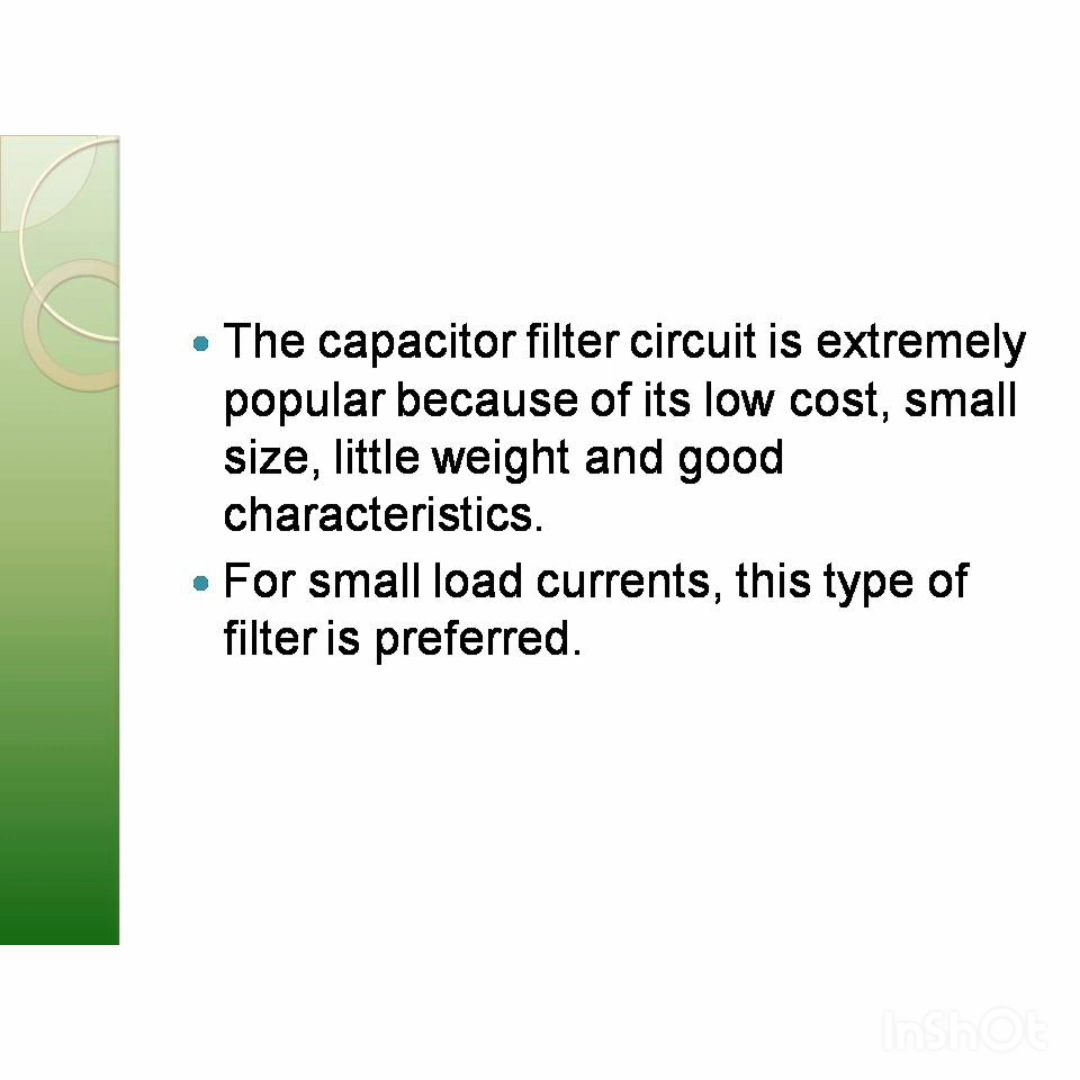 • The capacitor filter circuit is extremely
popular because of its low cost, small
size, little weight and good
characteristics.
• For small load currents, this type of
filter is preferred.
InShOt